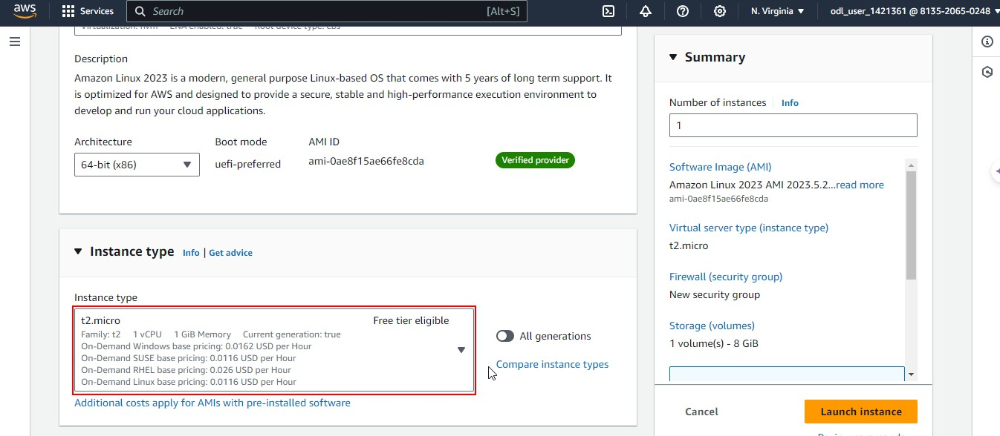 aws
Services
Search
[Alt+S]
N. Virginia
odl_user_1421361 @ 8135-2065-0248
Virtualization: hvm ENA enabled: true Root device type: ebs
Description
Amazon Linux 2023 is a modern, general purpose Linux-based OS that comes with 5 years of long term support. It
is optimized for AWS and designed to provide a secure, stable and high-performance execution environment to
develop and run your cloud applications.
Architecture
Boot mode
AMI ID
64-bit (x86)
uefi-preferred
ami-0ae8f15ae66fe8cda
Verified provider
Instance type
Info | Get advice
Instance type
t2.micro
Free tier eligible
Family: t2 1 vCPU 1 GiB Memory Current generation: true
On-Demand Windows base pricing: 0.0162 USD per Hour
On-Demand SUSE base pricing: 0.0116 USD per Hour
On-Demand RHEL base pricing: 0.026 USD per Hour
On-Demand Linux base pricing: 0.0116 USD per Hour
All generations
Compare instance types
Additional costs apply for AMIs with pre-installed software
Summary
Number of instances
Info
1
Software Image (AMI)
Amazon Linux 2023 AMI 2023.5.2...read more
ami-0ae8f15ae66fe8cda
Virtual server type (instance type)
t2.micro
Firewall (security group)
New security group
Storage (volumes)
1 volume(s) - 8 GiB
Cancel
Launch instance